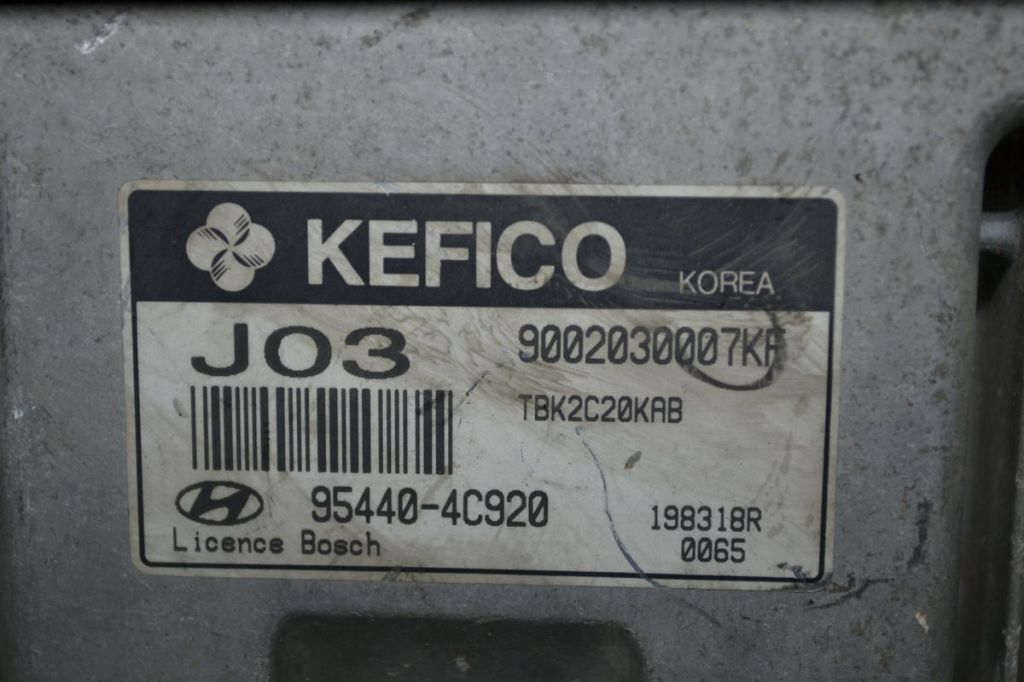 KEFICO KOREA
J03
9002030007KF
TBK2C20KAB
95440-4C920
198318R
Licence Bosch
0065